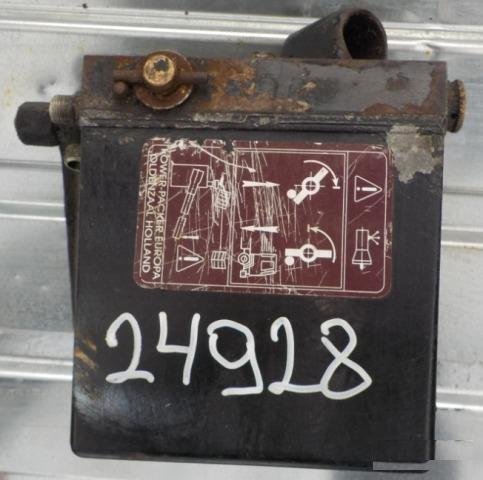 POWER PACKER EUROPA
OLDENZAAL HOLLAND
24928